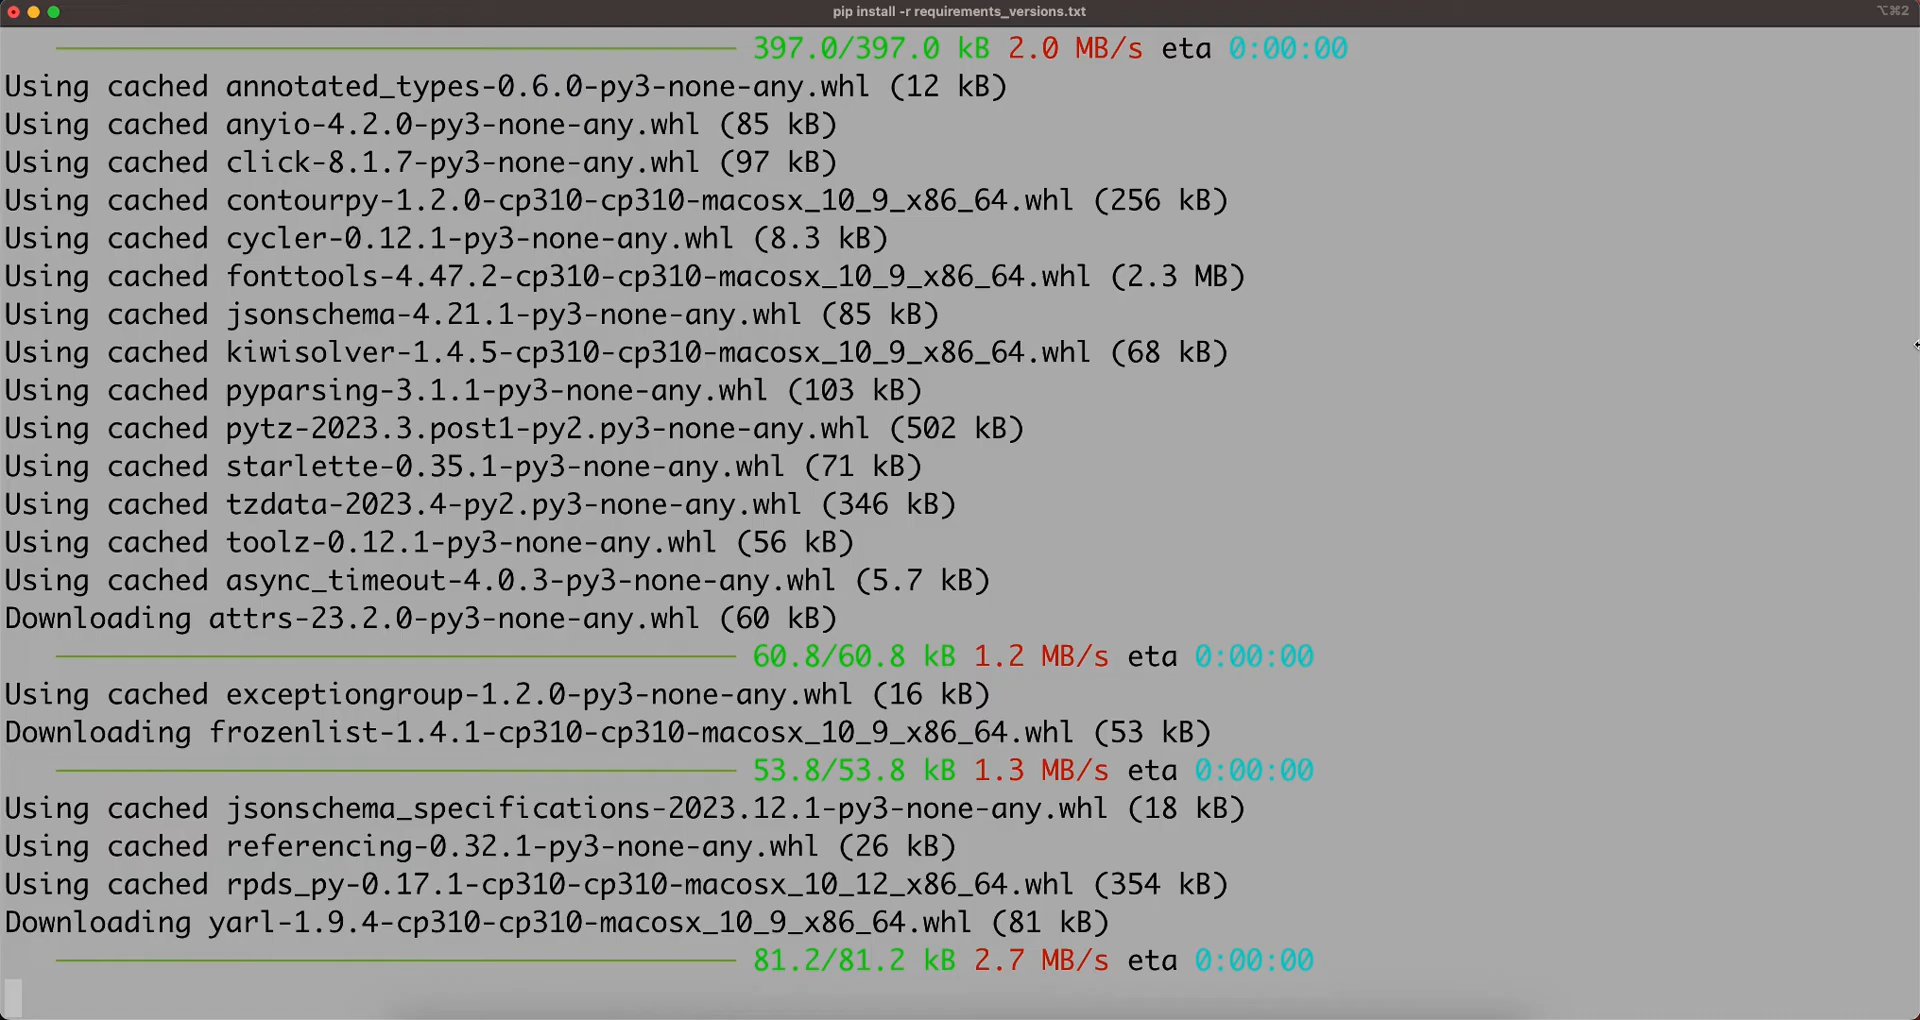 pip install -r requirements_versions.txt
⌥⌘2
397.0/397.0 kB 2.0 MB/s eta 0:00:00
Using cached annotated_types-0.6.0-py3-none-any.whl (12 kB)
Using cached anyio-4.2.0-py3-none-any.whl (85 kB)
Using cached click-8.1.7-py3-none-any.whl (97 kB)
Using cached contourpy-1.2.0-cp310-cp310-macosx_10_9_x86_64.whl (256 kB)
Using cached cycler-0.12.1-py3-none-any.whl (8.3 kB)
Using cached fonttools-4.47.2-cp310-cp310-macosx_10_9_x86_64.whl (2.3 MB)
Using cached jsonschema-4.21.1-py3-none-any.whl (85 kB)
Using cached kiwisolver-1.4.5-cp310-cp310-macosx_10_9_x86_64.whl (68 kB)
Using cached pyparsing-3.1.1-py3-none-any.whl (103 kB)
Using cached pytz-2023.3.post1-py2.py3-none-any.whl (502 kB)
Using cached starlette-0.35.1-py3-none-any.whl (71 kB)
Using cached tzdata-2023.4-py2.py3-none-any.whl (346 kB)
Using cached toolz-0.12.1-py3-none-any.whl (56 kB)
Using cached async_timeout-4.0.3-py3-none-any.whl (5.7 kB)
Downloading attrs-23.2.0-py3-none-any.whl (60 kB)
60.8/60.8 kB 1.2 MB/s eta 0:00:00
Using cached exceptiongroup-1.2.0-py3-none-any.whl (16 kB)
Downloading frozenlist-1.4.1-cp310-cp310-macosx_10_9_x86_64.whl (53 kB)
53.8/53.8 kB 1.3 MB/s eta 0:00:00
Using cached jsonschema_specifications-2023.12.1-py3-none-any.whl (18 kB)
Using cached referencing-0.32.1-py3-none-any.whl (26 kB)
Using cached rpds_py-0.17.1-cp310-cp310-macosx_10_12_x86_64.whl (354 kB)
Downloading yarl-1.9.4-cp310-cp310-macosx_10_9_x86_64.whl (81 kB)
81.2/81.2 kB 2.7 MB/s eta 0:00:00